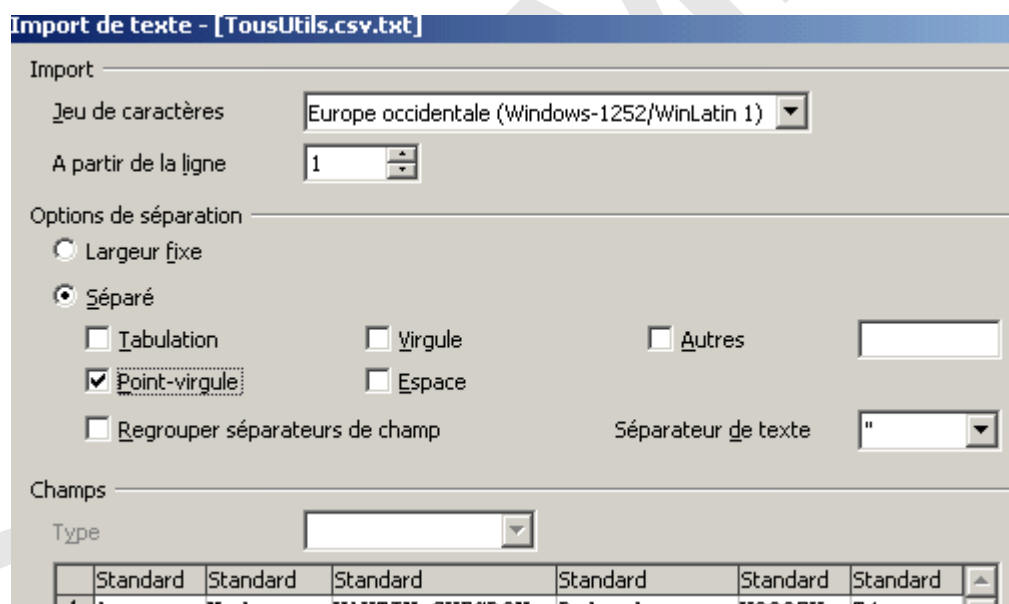 Import de texte - [TousUtils.csv.txt]
Import
Jeu de caractères Europe occidentale (Windows-1252/WinLatin 1)
A partir de la ligne 1
Options de séparation
Largeur fixe
Séparé
Tabulation Virgule Autres
Point-virgule Espace
Regrouper séparateurs de champ Séparateur de texte "
Champs
Type
Standard Standard Standard Standard Standard Standard